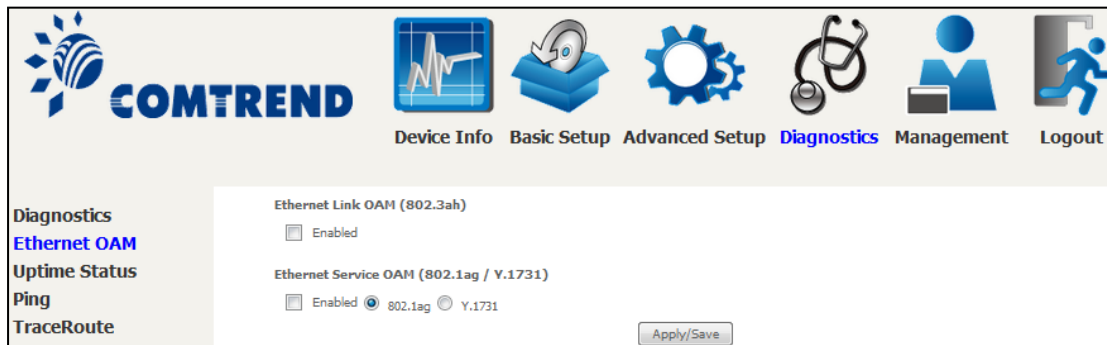 COMTREND
Device Info Basic Setup Advanced Setup Diagnostics Management Logout
Diagnostics
Ethernet OAM
Uptime Status
Ping
TraceRoute
Ethernet Link OAM (802.3ah)
Enabled
Ethernet Service OAM (802.1ag / Y.1731)
Enabled 802.1ag Y.1731
Apply/Save